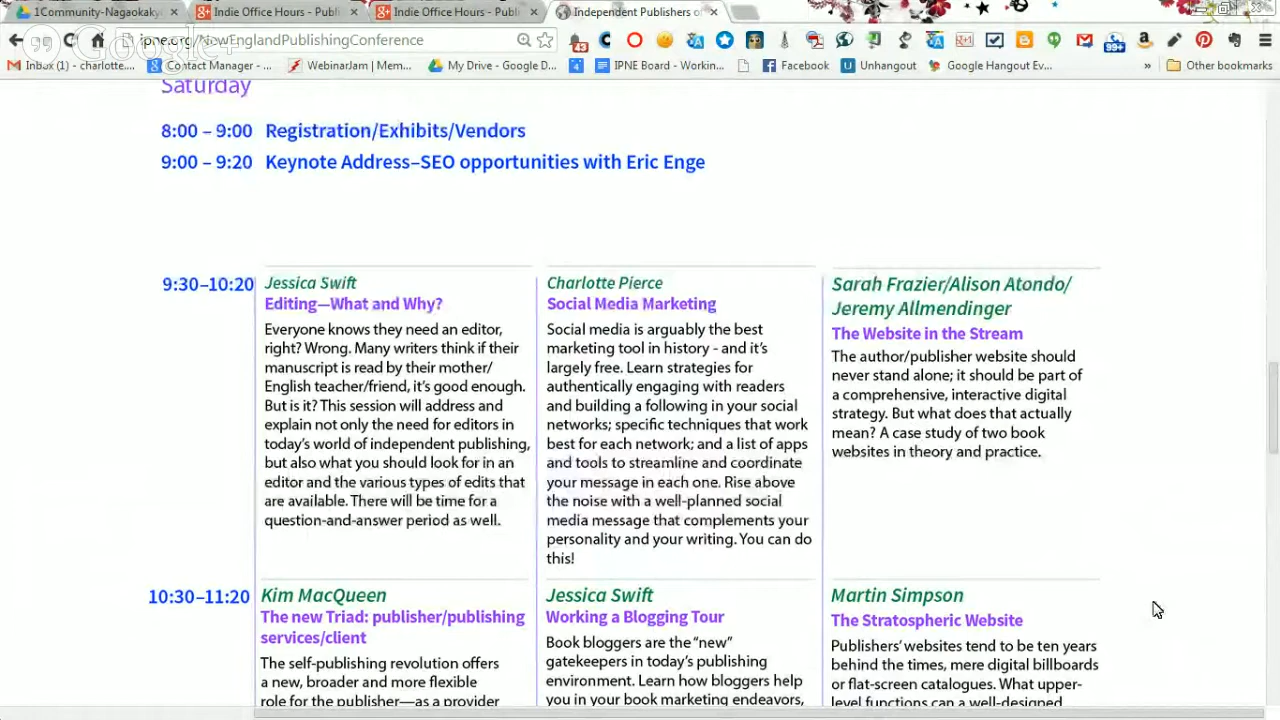 1Community-Nagaokaky
Indie Office Hours - Publ
Indie Office Hours - Publ
Independent Publishers of
ipne.org/NewEnglandPublishingConference
Google+
43
99+
Inbox (1) - charlotte....
Contact Manager - ...
WebinarJam | Mem...
My Drive - Google D...
4
IPNE Board - Workin...
Facebook
Unhangout
Google Hangout Ev...
»
Other bookmarks
Saturday
8:00 – 9:00 Registration/Exhibits/Vendors
9:00 – 9:20 Keynote Address–SEO opportunities with Eric Enge
9:30–10:20
Jessica Swift
Editing—What and Why?
Everyone knows they need an editor,
right? Wrong. Many writers think if their
manuscript is read by their mother/
English teacher/friend, it's good enough.
But is it? This session will address and
explain not only the need for editors in
today's world of independent publishing,
but also what you should look for in an
editor and the various types of edits that
are available. There will be time for a
question-and-answer period as well.
Charlotte Pierce
Social Media Marketing
Social media is arguably the best
marketing tool in history - and it's
largely free. Learn strategies for
authentically engaging with readers
and building a following in your social
networks; specific techniques that work
best for each network; and a list of apps
and tools to streamline and coordinate
your message in each one. Rise above
the noise with a well-planned social
media message that complements your
personality and your writing. You can do
this!
Sarah Frazier/Alison Atondo/
Jeremy Allmendinger
The Website in the Stream
The author/publisher website should
never stand alone; it should be part of
a comprehensive, interactive digital
strategy. But what does that actually
mean? A case study of two book
websites in theory and practice.
10:30–11:20
Kim MacQueen
The new Triad: publisher/publishing
services/client
The self-publishing revolution offers
a new, broader and more flexible
role for the publisher—as a provider
Jessica Swift
Working a Blogging Tour
Book bloggers are the “new”
gatekeepers in today's publishing
environment. Learn how bloggers help
you in your book marketing endeavors,
Martin Simpson
The Stratospheric Website
Publishers' websites tend to be ten years
behind the times, mere digital billboards
or flat-screen catalogues. What upper-
level functions can a well-designed